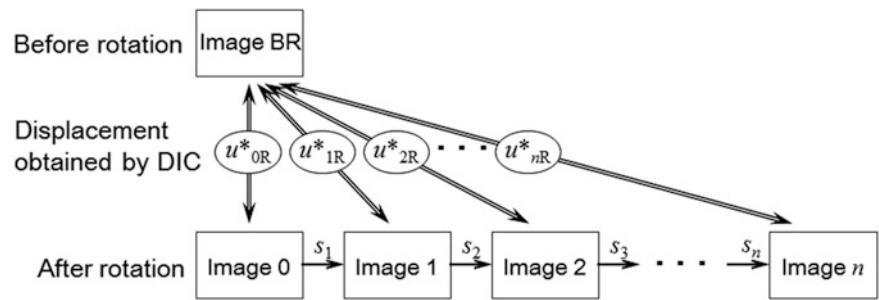 Before rotation
Image BR
Displacement
obtained by DIC
u*0R
u*1R
u*2R
. . .
u*nR
s1
s2
s3
sn
After rotation
Image 0
Image 1
Image 2
. . .
Image n